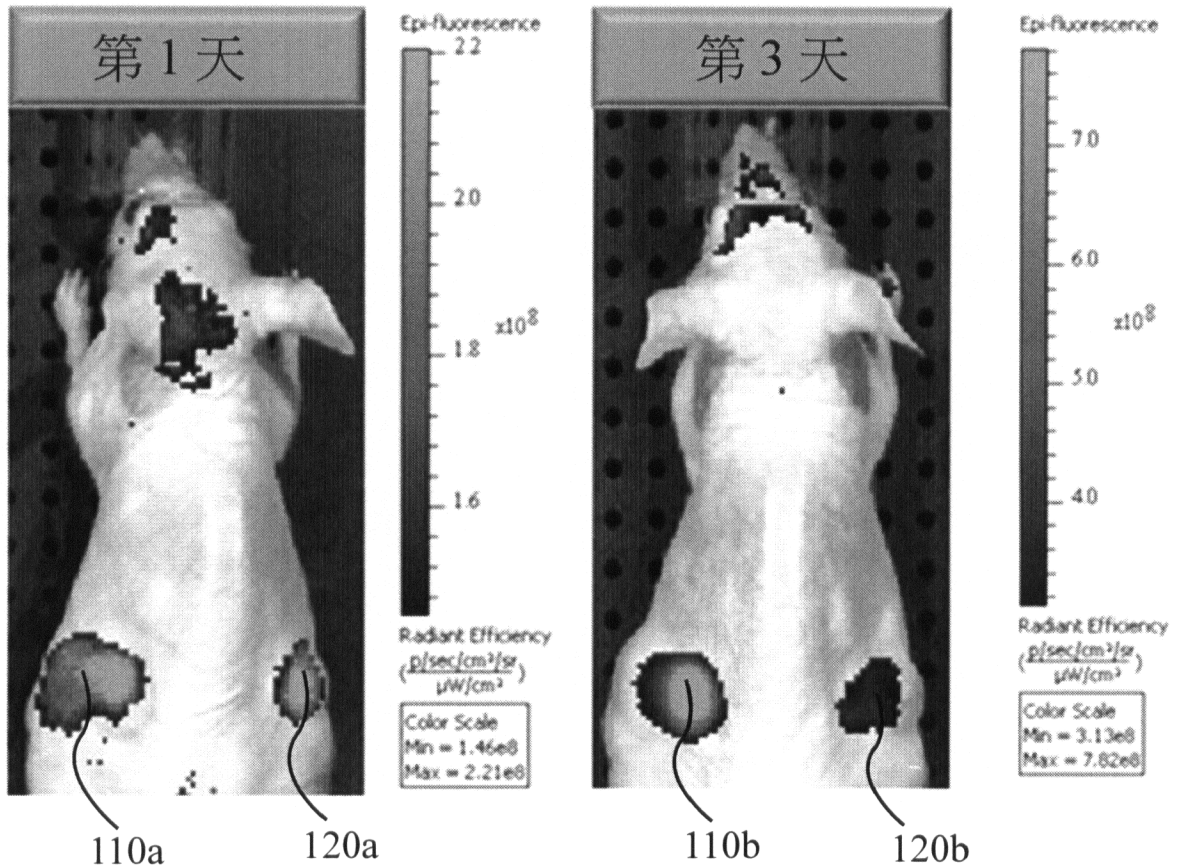 第1天
Epi-fluorescence
2.2
2.0
1.8
x10⁸
1.6
Radiant Efficiency
(p/sec/cm²/sr
μW/cm²)
Color Scale
Min = 1.46e8
Max = 2.21e8
110a
120a
第3天
Epi-fluorescence
7.0
6.0
x10⁸
5.0
4.0
Radiant Efficiency
(p/sec/cm²/sr
μW/cm²)
Color Scale
Min = 3.13e8
Max = 7.82e8
110b
120b